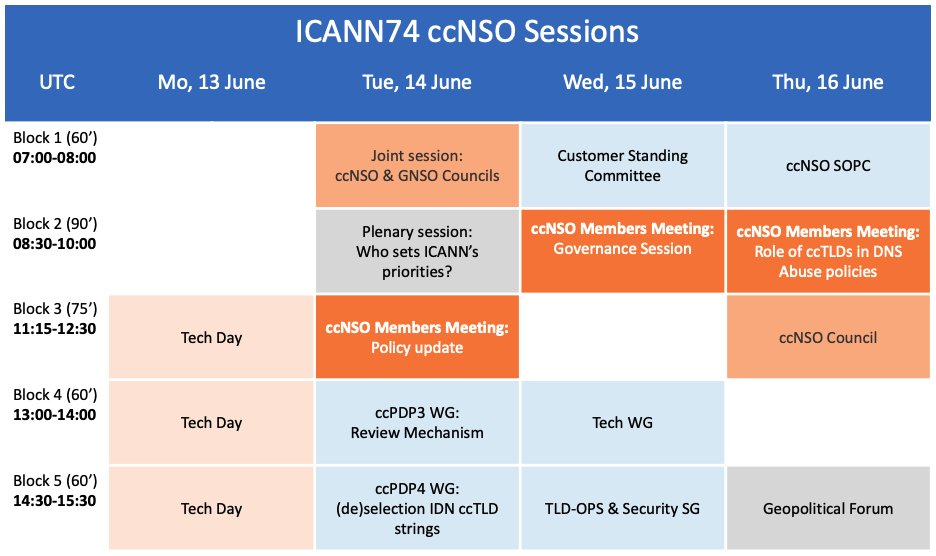 ICANN74 ccNSO Sessions
UTC
Mo, 13 June
Tue, 14 June
Wed, 15 June
Thu, 16 June
Block 1 (60’)
07:00-08:00
Joint session:
ccNSO & GNSO Councils
Customer Standing
Committee
ccNSO SOPC
Block 2 (90’)
08:30-10:00
Plenary session:
Who sets ICANN’s
priorities?
ccNSO Members Meeting:
Governance Session
ccNSO Members Meeting:
Role of ccTLDs in DNS
Abuse policies
Block 3 (75’)
11:15-12:30
Tech Day
ccNSO Members Meeting:
Policy update
ccNSO Council
Block 4 (60’)
13:00-14:00
Tech Day
ccPDP3 WG:
Review Mechanism
Tech WG
Block 5 (60’)
14:30-15:30
Tech Day
ccPDP4 WG:
(de)selection IDN ccTLD
strings
TLD-OPS & Security SG
Geopolitical Forum